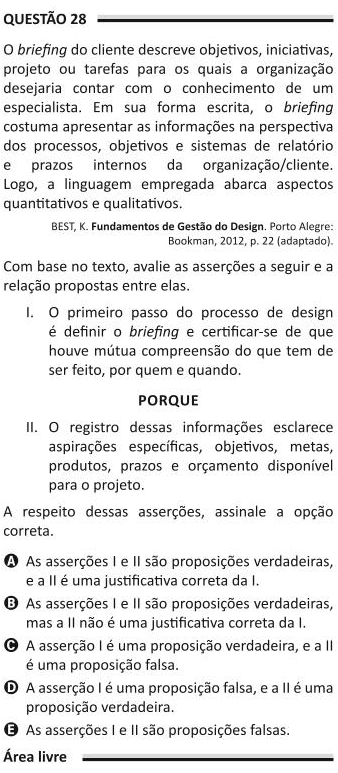 QUESTÃO 28
O briefing do cliente descreve objetivos, iniciativas,
projeto ou tarefas para os quais a organização
desejaria contar com o conhecimento de um
especialista. Em sua forma escrita, o briefing
costuma apresentar as informações na perspectiva
dos processos, objetivos e sistemas de relatório
e prazos internos da organização/cliente.
Logo, a linguagem empregada abarca aspectos
quantitativos e qualitativos.
BEST, K. Fundamentos de Gestão do Design. Porto Alegre:
Bookman, 2012, p. 22 (adaptado).
Com base no texto, avalie as asserções a seguir e a
relação propostas entre elas.
I. O primeiro passo do processo de design
é definir o briefing e certificar-se de que
houve mútua compreensão do que tem de
ser feito, por quem e quando.
PORQUE
II. O registro dessas informações esclarece
aspirações específicas, objetivos, metas,
produtos, prazos e orçamento disponível
para o projeto.
A respeito dessas asserções, assinale a opção
correta.
A As asserções I e II são proposições verdadeiras,
e a II é uma justificativa correta da I.
B As asserções I e II são proposições verdadeiras,
mas a II não é uma justificativa correta da I.
C A asserção I é uma proposição verdadeira, e a II
é uma proposição falsa.
D A asserção I é uma proposição falsa, e a II é uma
proposição verdadeira.
E As asserções I e II são proposições falsas.
Área livre